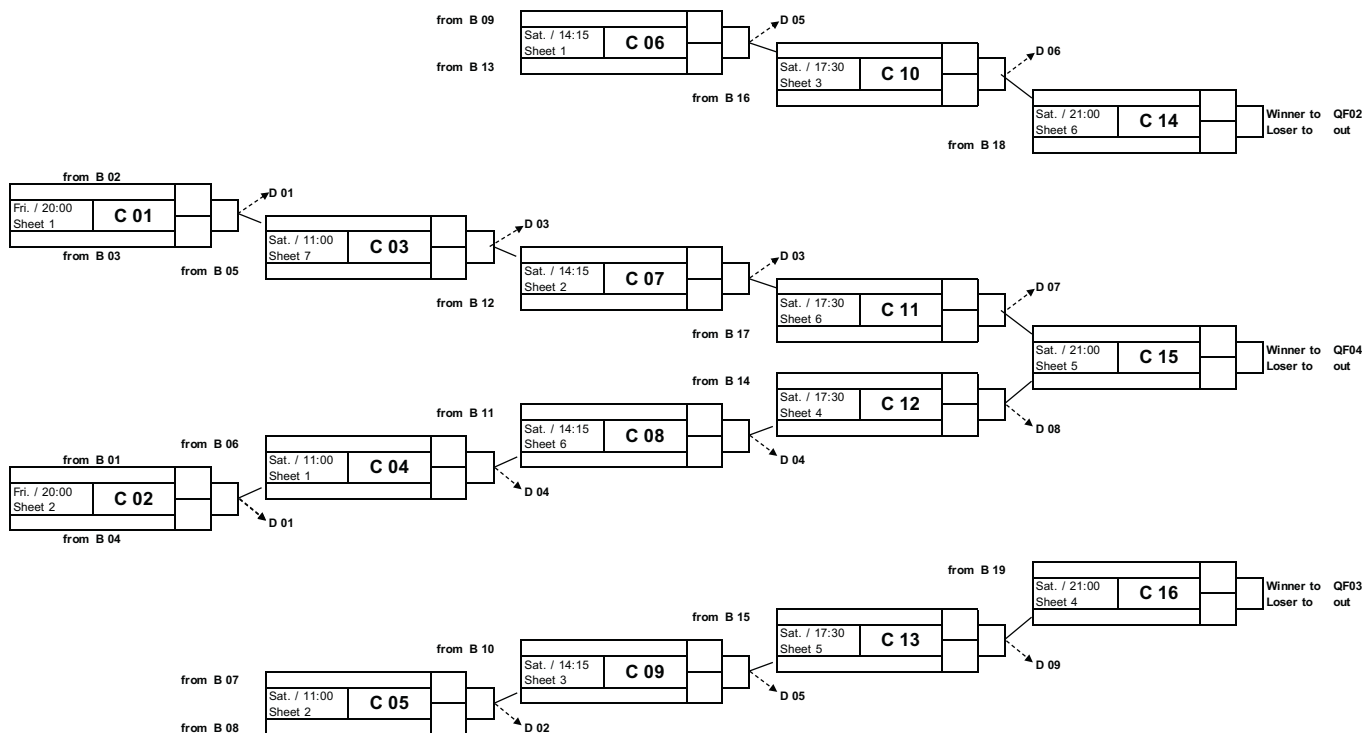 from B 09
Sat. / 14:15
Sheet 1
C 06
D 05
from B 13
Sat. / 17:30
Sheet 3
C 10
D 06
from B 16
Sat. / 21:00
Sheet 6
C 14
Winner to QF02
Loser to out
from B 18
from B 02
Fri. / 20:00
Sheet 1
C 01
D 01
from B 03
Sat. / 11:00
Sheet 7
C 03
D 03
from B 05
Sat. / 14:15
Sheet 2
C 07
D 03
from B 12
Sat. / 17:30
Sheet 6
C 11
D 07
from B 17
Sat. / 21:00
Sheet 5
C 15
Winner to QF04
Loser to out
from B 14
Sat. / 17:30
Sheet 4
C 12
D 08
from B 11
Sat. / 14:15
Sheet 6
C 08
D 04
from B 06
Sat. / 11:00
Sheet 1
C 04
D 04
from B 01
Fri. / 20:00
Sheet 2
C 02
D 01
from B 04
from B 19
Sat. / 21:00
Sheet 4
C 16
Winner to QF03
Loser to out
from B 15
Sat. / 17:30
Sheet 5
C 13
D 09
from B 10
Sat. / 14:15
Sheet 3
C 09
D 05
from B 07
Sat. / 11:00
Sheet 2
C 05
D 02
from B 08